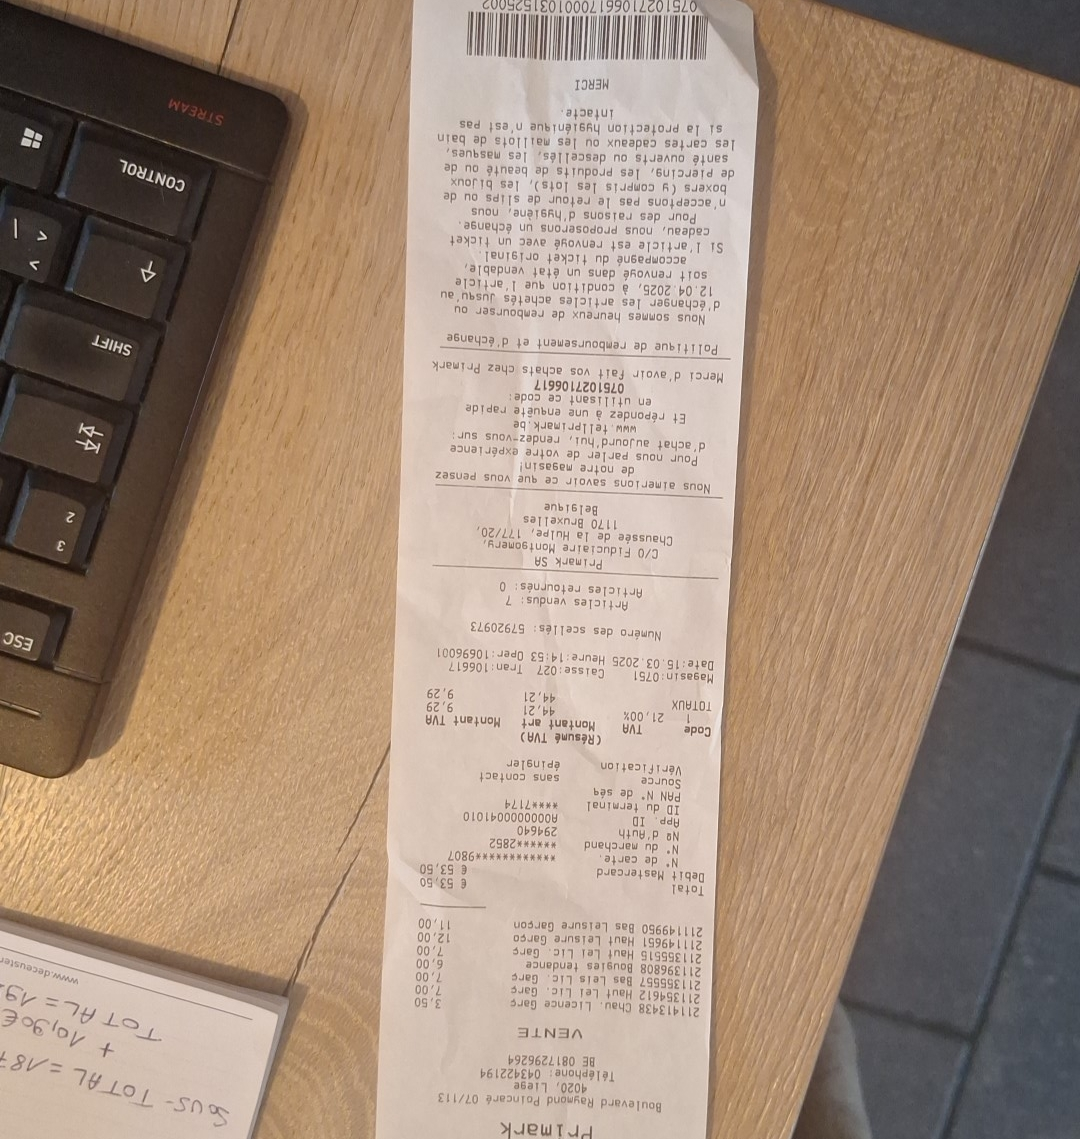 Primark
Boulevard Raymond Poincaré 07/113
4020, Liege
Téléphone: 043422194
BE 0817296264
VENTE
211413438 Chau. Licence Garç 3,50
211354612 Haut Lei Lic. Garç 7,00
211355557 Bas Leis Lic. Garç 7,00
211396808 Bougies tendance 6,00
211355515 Haut Lei Lic. Garç 7,00
211149651 Haut Leisure Garço 12,00
211149950 Bas Leisure Garçon 11,00
Total € 53,50
Debit Mastercard € 53,50
N° de carte. ************9807
N° du marchand ******2852
Nº d'Auth 294640
App. ID A0000000041010
ID du terminal ****7174
PAN N° de séq
Source sans contact
Vérification épingler
(Résumé TVA)
Code TVA Montant art Montant TVA
1 21,00% 44,21 9,29
TOTAUX 44,21 9,29
Magasin:0751 Caisse:027 Tran:106617
Date:15.03.2025 Heure:14:53 Oper:10696001
Numéro des scellés: 57920973
Articles vendus: 7
Articles retournés: 0
Primark SA
C/O Fiduciaire Montgomery,
Chaussée de la Hulpe, 177/20,
1170 Bruxelles
Belgique
Nous aimerions savoir ce que vous pensez
de notre magasin!
Pour nous parler de votre expérience
d'achat aujourd'hui, rendez-vous sur:
www.tellprimark.be
Et répondez à une enquête rapide
en utilisant ce code:
0751027106617
Merci d'avoir Fait vos achats chez Primark
Politique de remboursement et d'échange
Nous sommes heureux de rembourser ou
d'échanger les articles achetés jusqu'au
12.04.2025, à condition que l'article
soit renvoyé dans un état vendable,
accompagné du ticket original.
Si l'article est renvoyé avec un ticket
cadeau, nous proposerons un échange.
Pour des raisons d'hygiène, nous
n'acceptons pas le retour de slips ou de
boxers (y compris les lots), les bijoux
de piercing, les produits de beauté ou de
santé ouverts ou descellés, les masques,
les cartes cadeaux ou les maillots de bain
si la protection hygiénique n'est pas
intacte.
MERCI
0751027106617000103152502
STREAM
CONTROL
< \
>
SHIFT
2
3
ESC
SOUS-TOTAL = 187
+ 10,90€
TOTAL = 19
www.deceuster